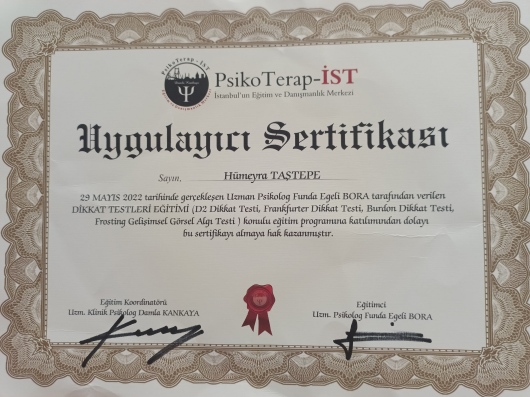 PsikoTerap - İST
PsikoTerap-İST
İstanbul'un Eğitim ve Danışmanlık Merkezi
Uygulayıcı Sertifikası
Sayın, Hümeyra TAŞTEPE
29 MAYIS 2022 tarihinde gerçekleşen Uzman Psikolog Funda Egeli BORA tarafından verilen
DİKKAT TESTLERİ EĞİTİMİ (D2 Dikkat Testi, Frankfurter Dikkat Testi, Burdon Dikkat Testi,
Frosting Gelişimsel Görsel Algı Testi ) konulu eğitim programına katılımından dolayı
bu sertifikayı almaya hak kazanmıştır.
Eğitim Koordinatörü
Uzm. Klinik Psikolog Damla KANKAYA
Eğitimci
Uzm. Psikolog Funda Egeli BORA